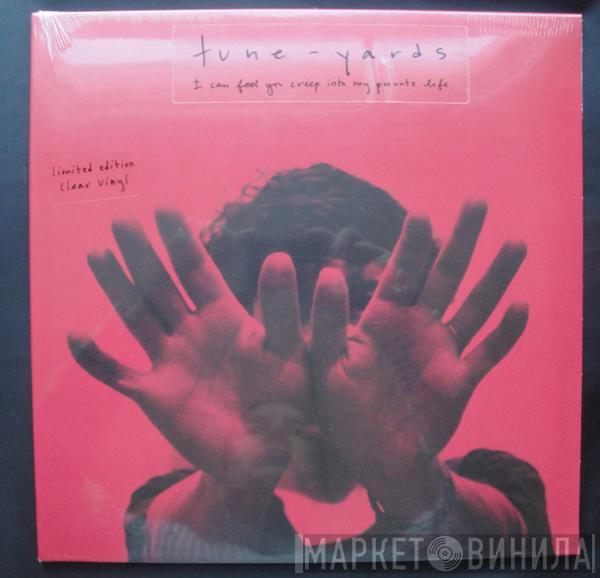 tune-yards
I can feel you creep into my private life
limited edition
clear vinyl
МАРКЕТ ВИНИЛА